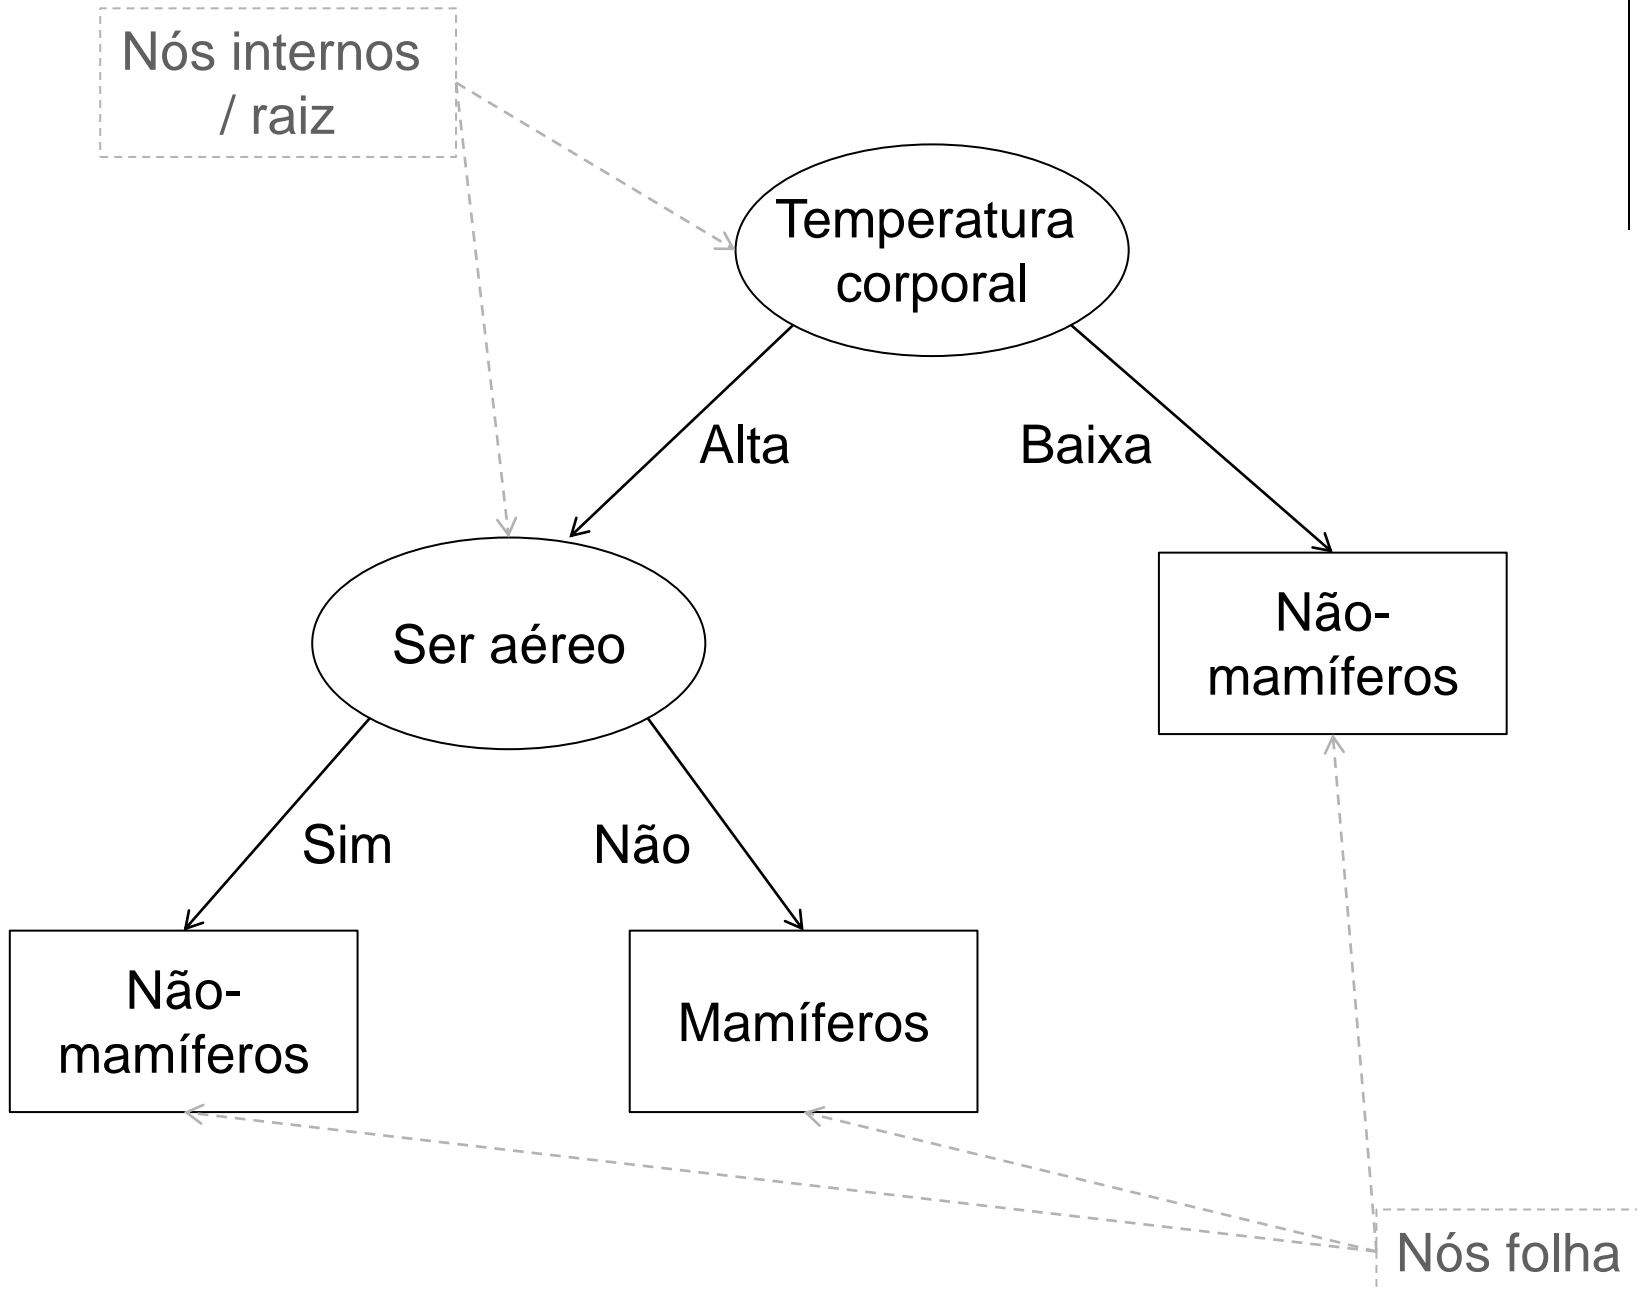 Nós internos
/ raiz
Temperatura
corporal
Alta
Baixa
Ser aéreo
Não-
mamíferos
Sim
Não
Não-
mamíferos
Mamíferos
Nós folha